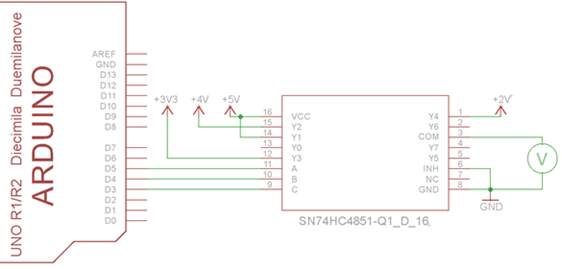 UNO R1/R2 Diecimila Duemilanove
ARDUINO
AREF
GND
D13
D12
D11
D10
D9
D8
D7
D6
D5
D4
D3
D2
D1
D0
+3V3 +4V +5V
16 VCC Y4 1 +2V
15 Y2 Y6 2
14 Y1 COM 3
13 Y0 Y7 4
12 Y3 Y5 5
11 A INH 6
10 B NC 7
9 C GND 8
V
GND
SN74HC4851-Q1_D_16,